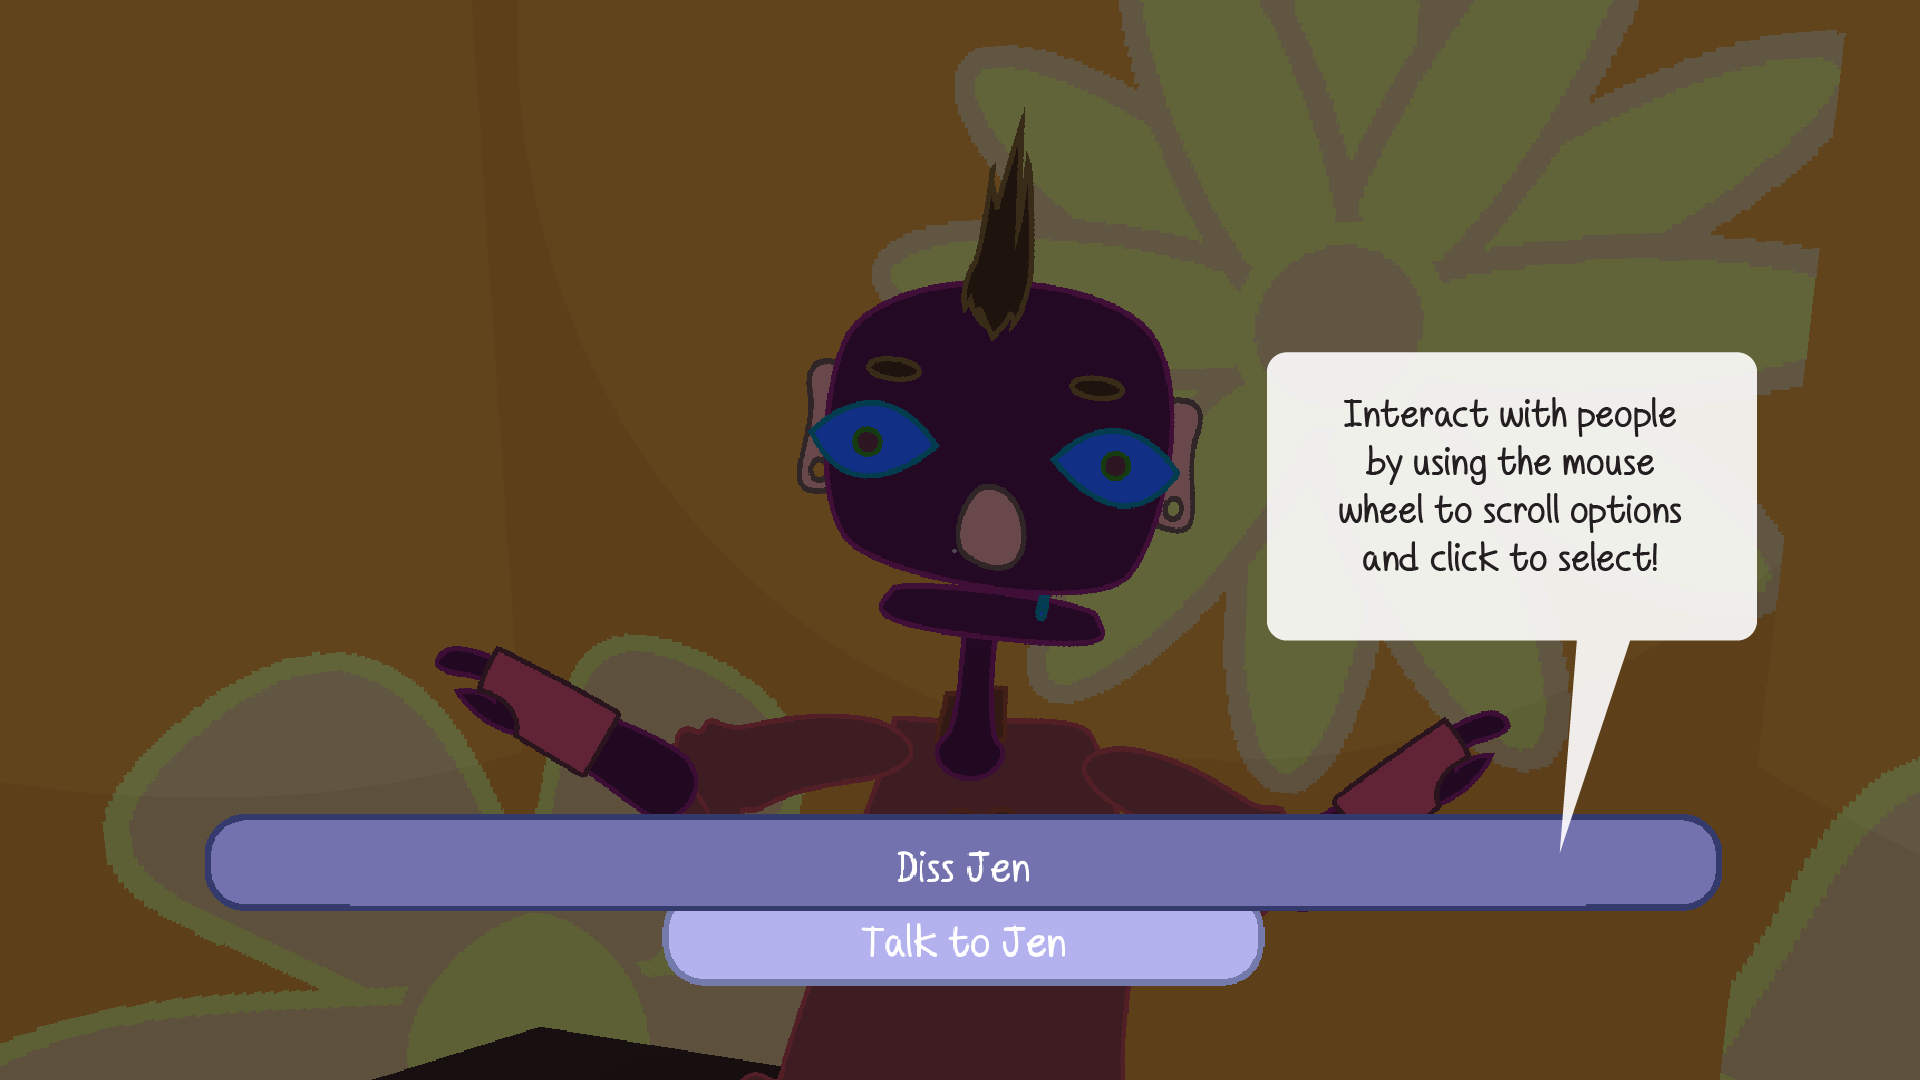 Interact with people
by using the mouse
wheel to scroll options
and click to select!
Diss Jen
Talk to Jen